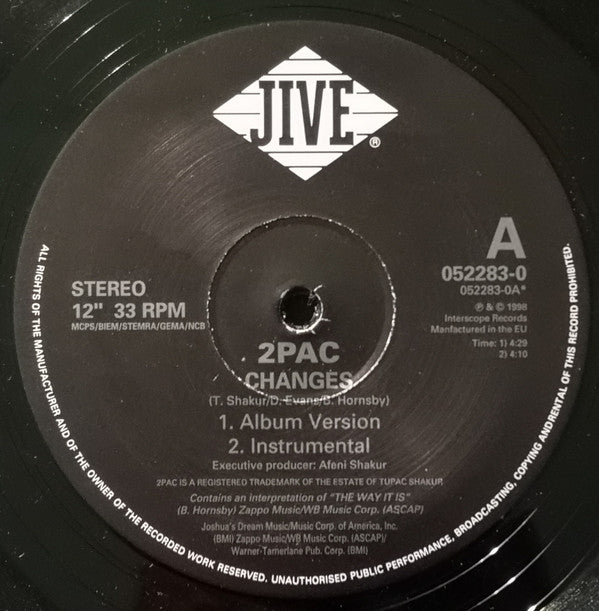 JIVE ®
A
052283-0
052283-0A*
℗ & © 1998
Interscope Records
Manfactured in the EU
Time: 1) 4:29
2) 4:10
STEREO
12" 33 RPM
MCPS/BIEM/STEMRA/GEMA/NCB
2PAC
CHANGES
(T. Shakur/D. Evans/B. Hornsby)
1. Album Version
2. Instrumental
Executive producer: Afeni Shakur
2PAC IS A REGISTERED TRADEMARK OF THE ESTATE OF TUPAC SHAKUR
Contains an interpretation of "THE WAY IT IS"
(B. Hornsby) Zappo Music/WB Music Corp. (ASCAP)
Joshua's Dream Music/Music Corp. of America, Inc.
(BMI) Zappo Music/WB Music Corp. (ASCAP)/
Warner-Tamerlane Pub. Corp. (BMI)
ALL RIGHTS OF THE MANUFACTURER AND OF THE OWNER OF THE RECORDED WORK RESERVED. UNAUTHORISED PUBLIC PERFORMANCE, BROADCASTING, COPYING AND RENTAL OF THIS RECORD PROHIBITED.